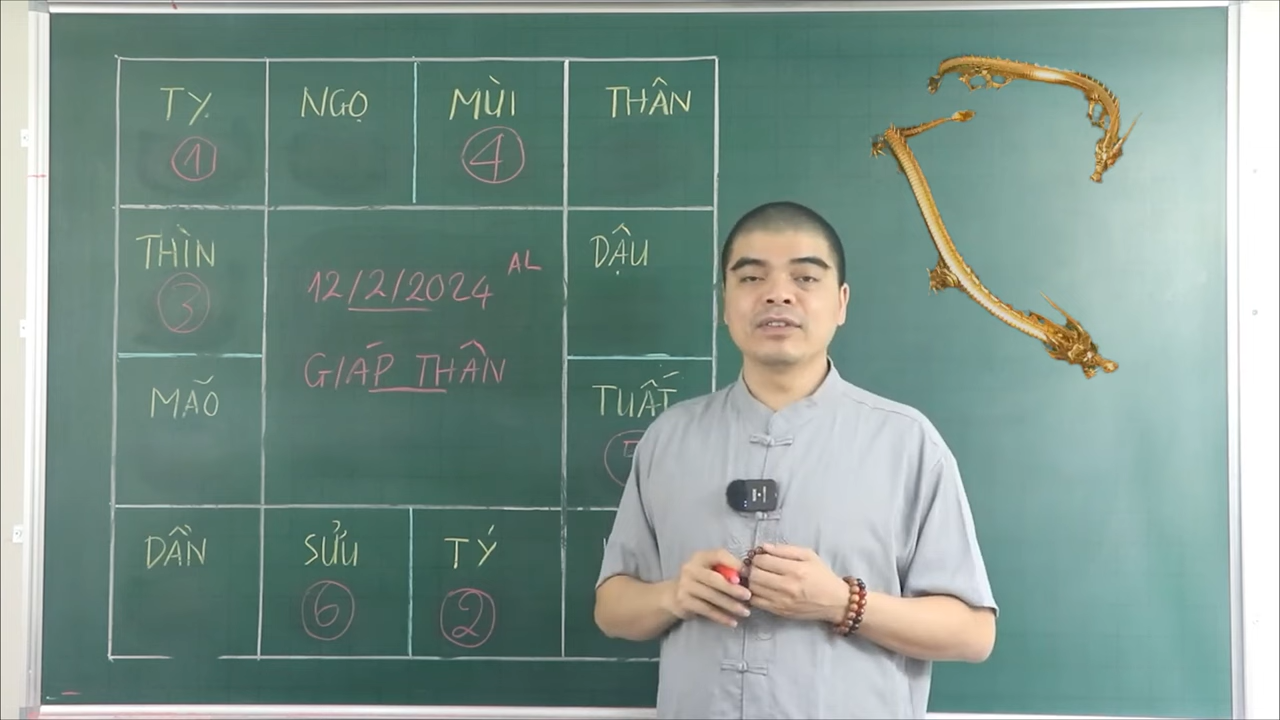 TỴ NGỌ MÙI THÂN
1 4
THÌN DẬU
3
12/2/2024 AL
GIÁP THÂN
MÃO TUẤT
DẦN SỬU TÝ
6 2